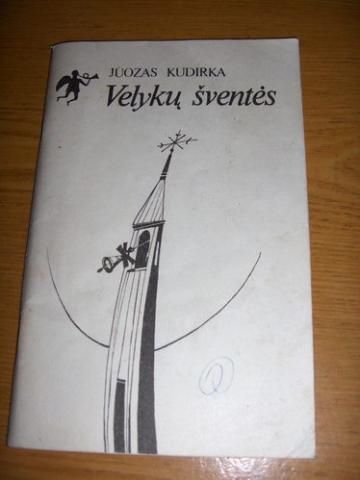 JUOZAS KUDIRKA
Velykų šventės